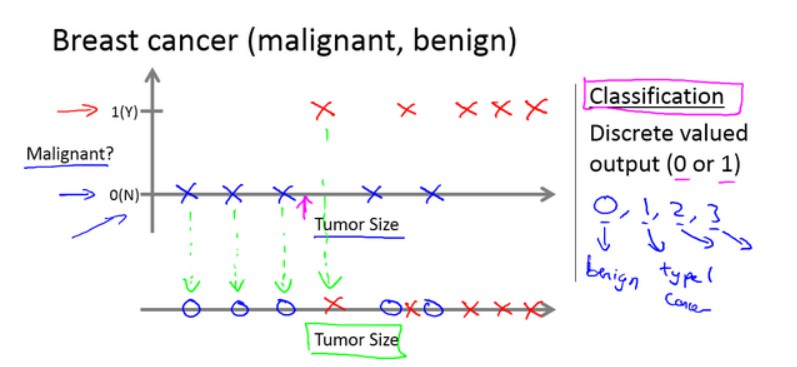 Breast cancer (malignant, benign)
1(Y)
Malignant?
0(N)
Tumor Size
Tumor Size
Classification
Discrete valued
output (0 or 1)
0, 1, 2, 3
benign type 1
cancer